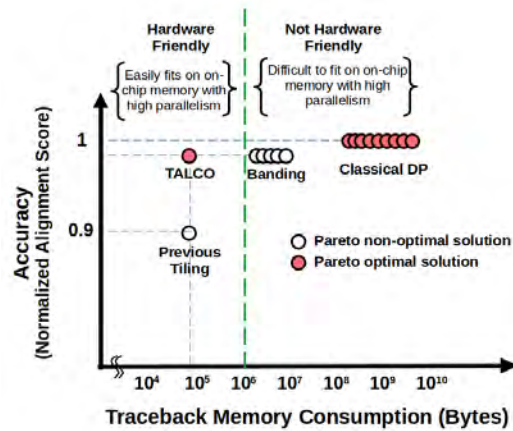 Hardware
Friendly
Not Hardware
Friendly
Easily fits on on-
chip memory with
high parallelism
Difficult to fit on on-chip
memory with high
parallelism
Accuracy
(Normalized Alignment Score)
1
0.9
TALCO
Banding
Classical DP
Previous
Tiling
Pareto non-optimal solution
Pareto optimal solution
10⁴ 10⁵ 10⁶ 10⁷ 10⁸ 10⁹ 10¹⁰
Traceback Memory Consumption (Bytes)